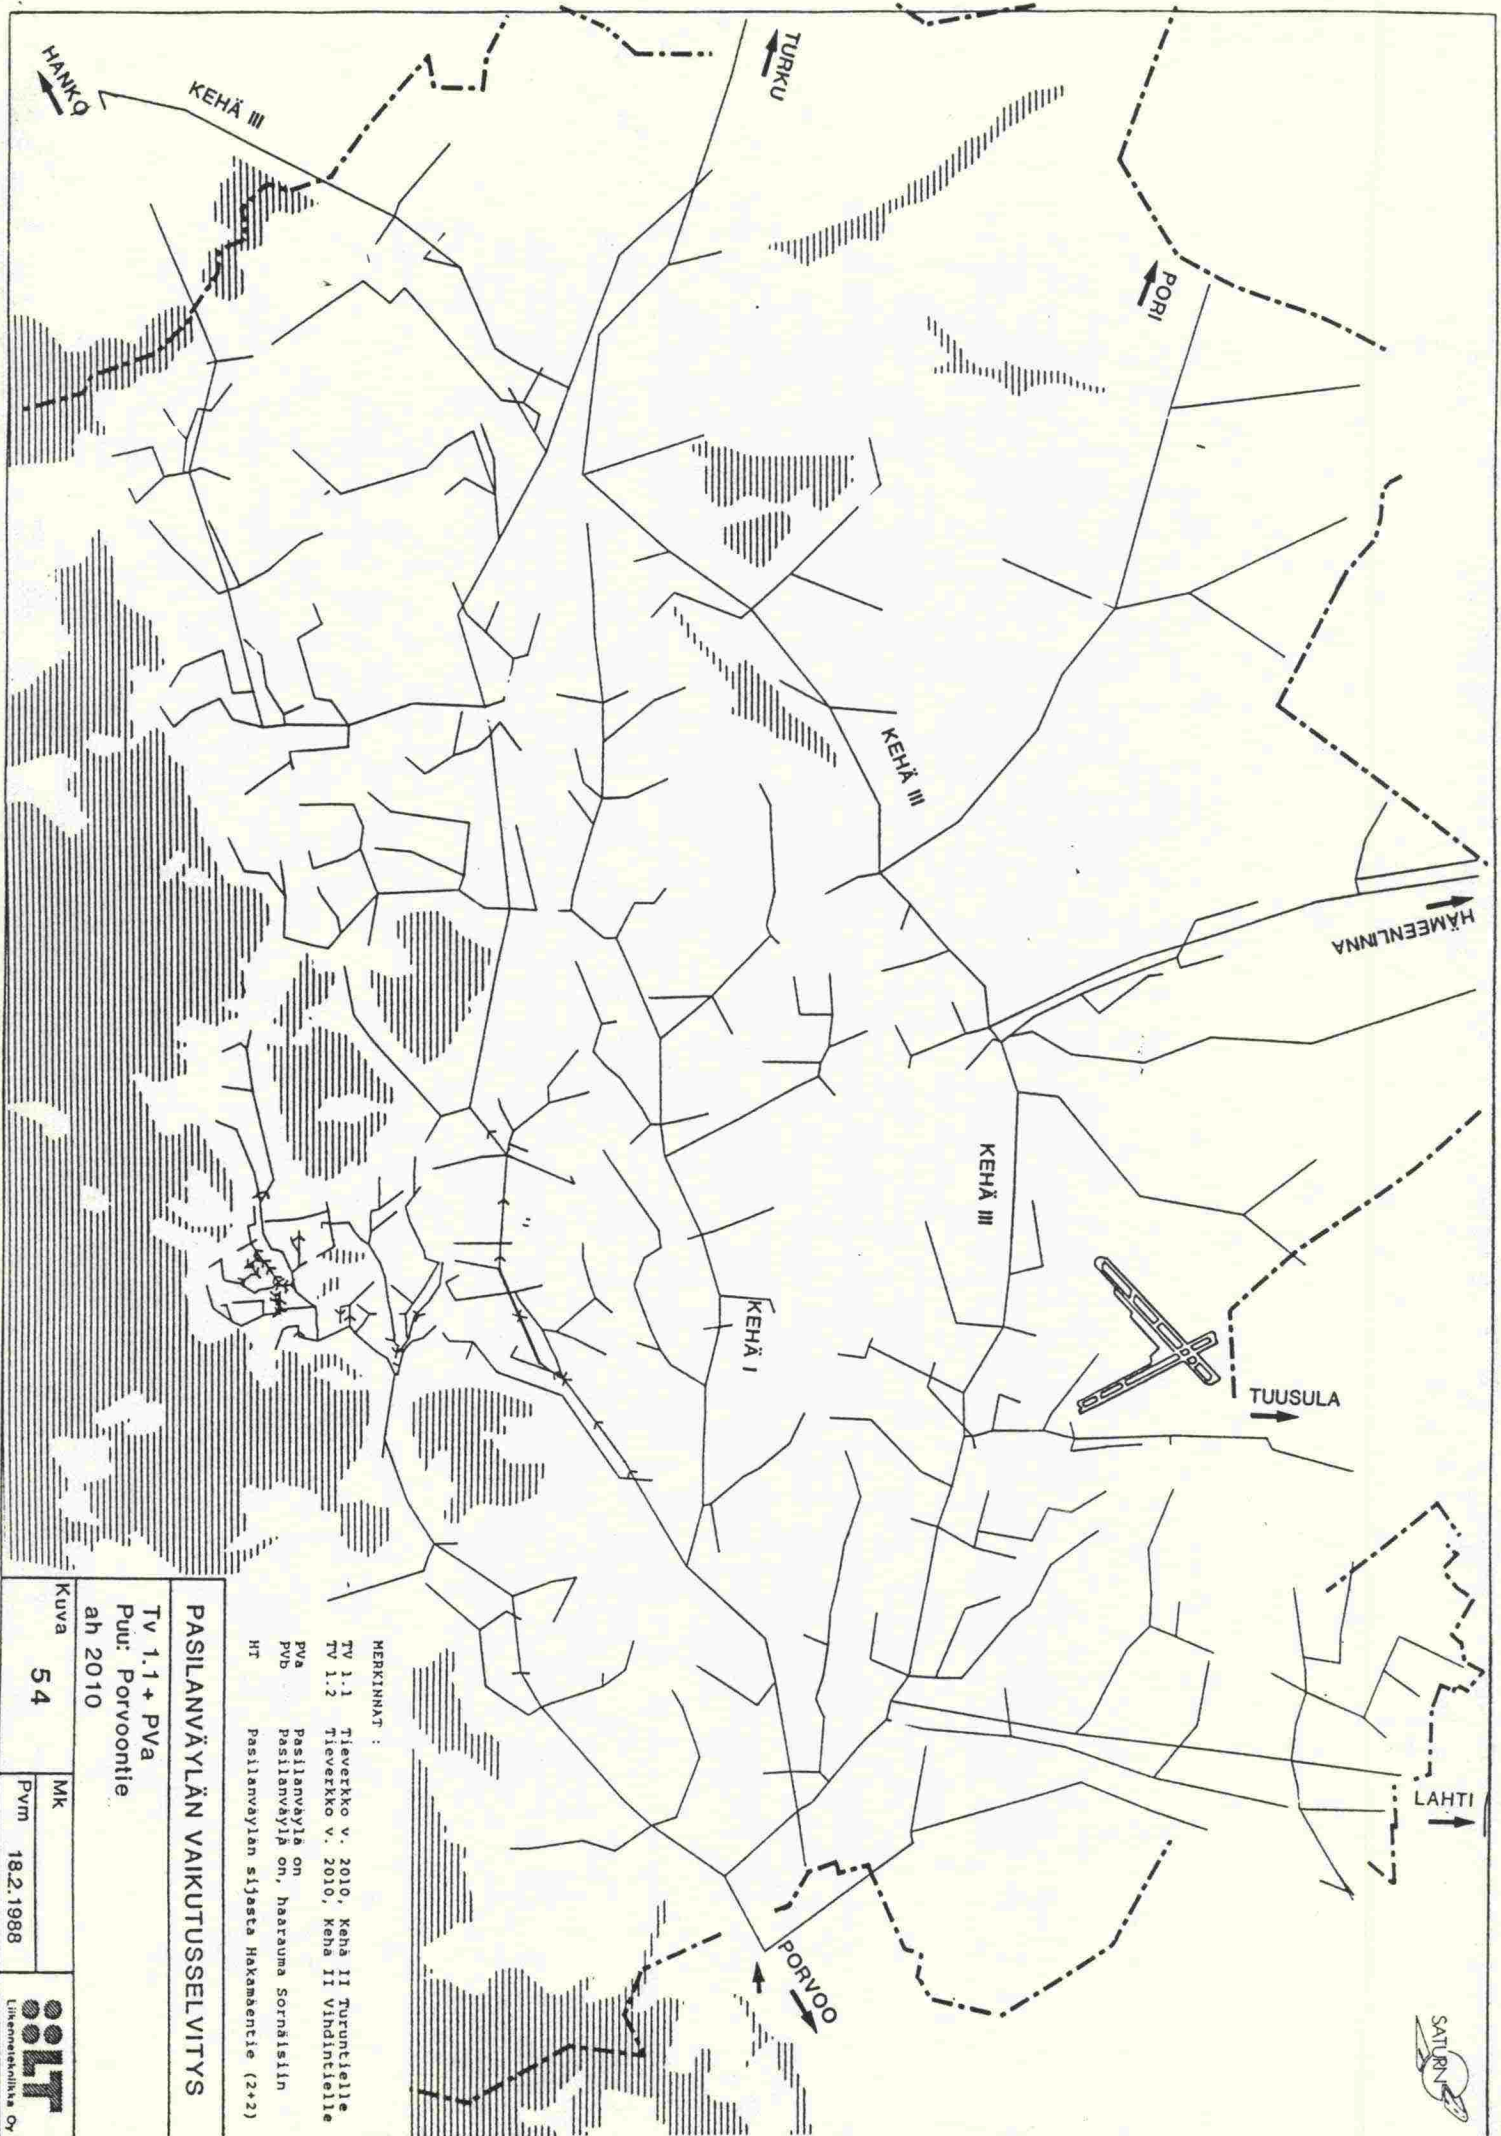 HANKO
KEHÄ III
TURKU
PORI
KEHÄ III
HÄMEENLINNA
KEHÄ III
KEHÄ I
TUUSULA
LAHTI
PORVOO
SATURN
MERKINNAT :
TV 1.1 Tieverkko v. 2010, Kehä II Turuntielle
TV 1.2 Tieverkko v. 2010, Kehä II Vihdintielle
PVa Pasilanväylä on
PVb Pasilanväylä on, haarauma Sörnäisiin
HT Pasilanväylän sijasta Hakamäentie (2+2)
PASILANVÄYLÄN VAIKUTUSSELVITYS
Tv 1.1 + PVa
Puu: Porvoontie
ah 2010
Kuva 54
Mk
Pvm 18.2.1988
LT
Liikennetekniikka Oy